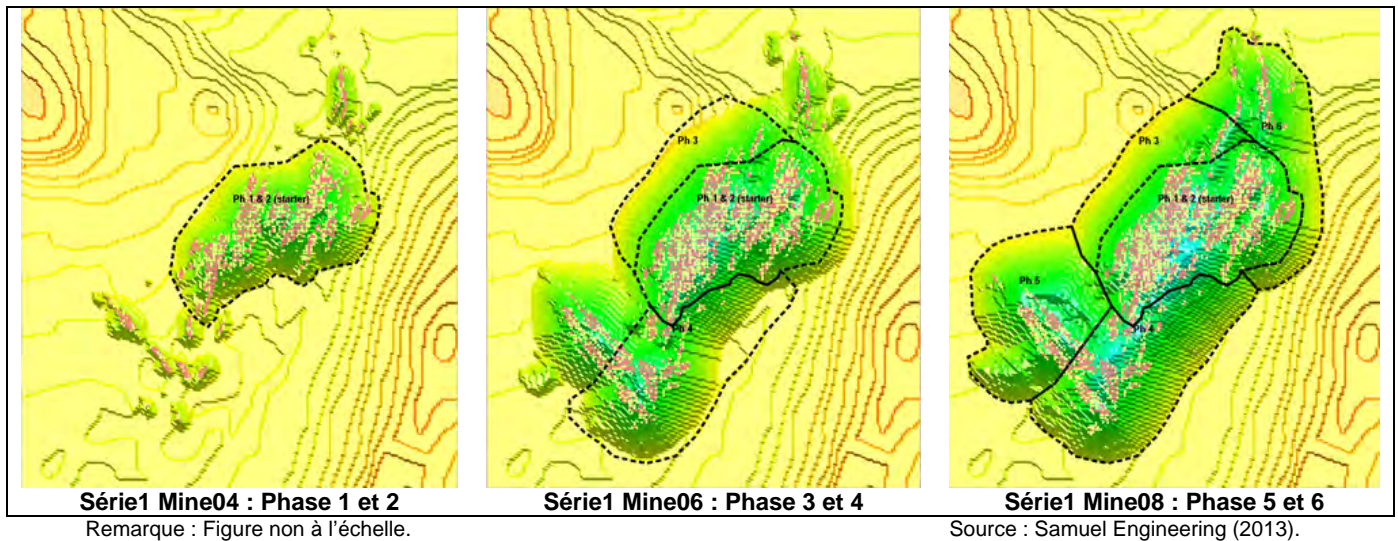 Ph 1 & 2 (starter)
Ph 3
Ph 1 & 2 (starter)
Ph 4
Ph 3
Ph 6
Ph 1 & 2 (starter)
Ph 5
Ph 4
Série1 Mine04 : Phase 1 et 2
Série1 Mine06 : Phase 3 et 4
Série1 Mine08 : Phase 5 et 6
Remarque : Figure non à l'échelle.
Source : Samuel Engineering (2013).